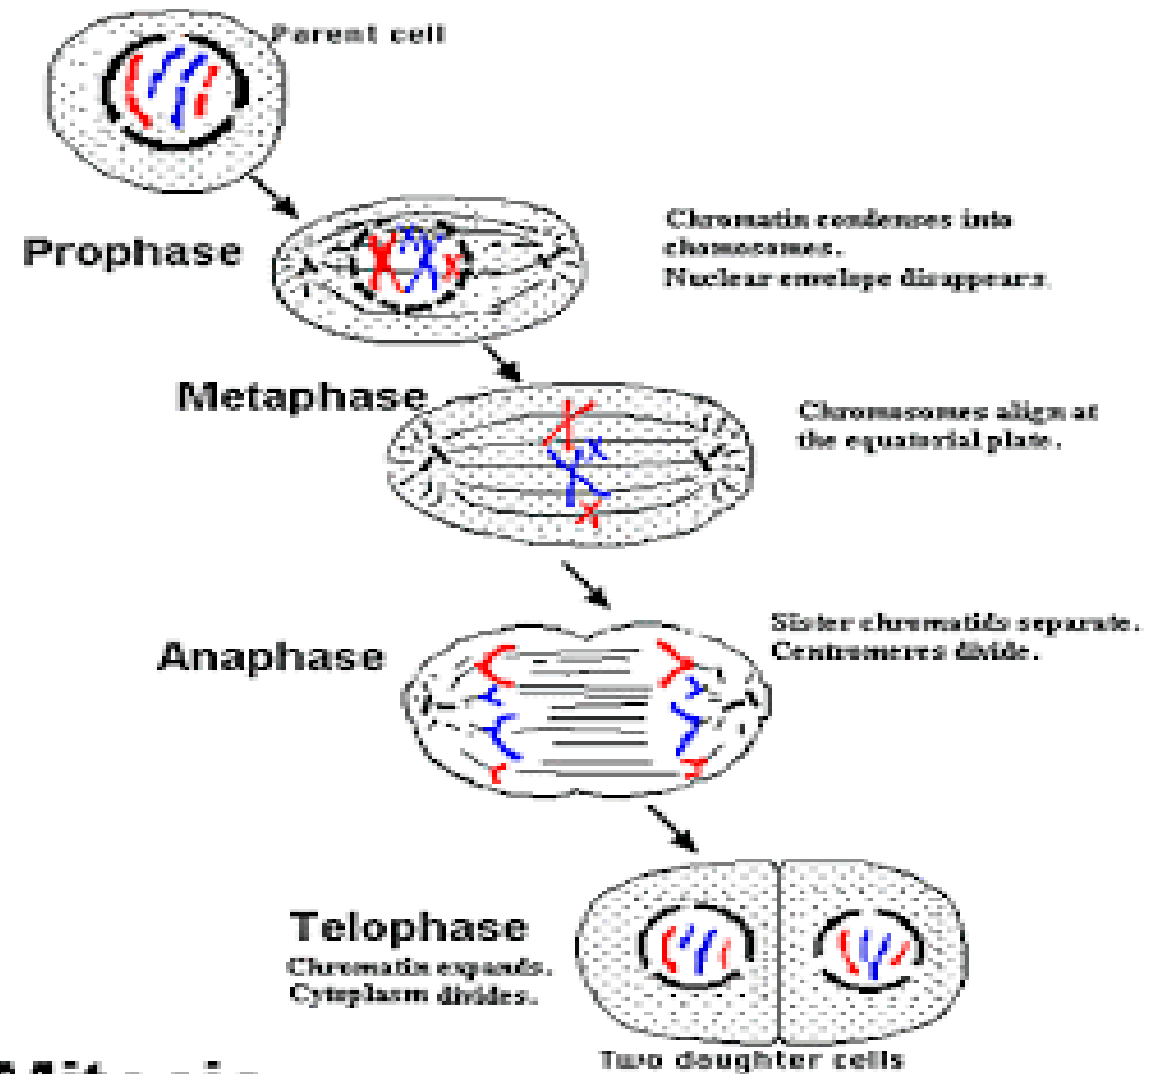 Parent cell
Prophase
Chromatin condenses into
chamosomes.
Nuclear envelope disappears.
Metaphase
Chromosomes align at
the equatorial plate.
Anaphase
Sister chromatids separate.
Centromeres divide.
Telophase
Chromatin expands.
Cytoplasm divides.
Two daughter cells